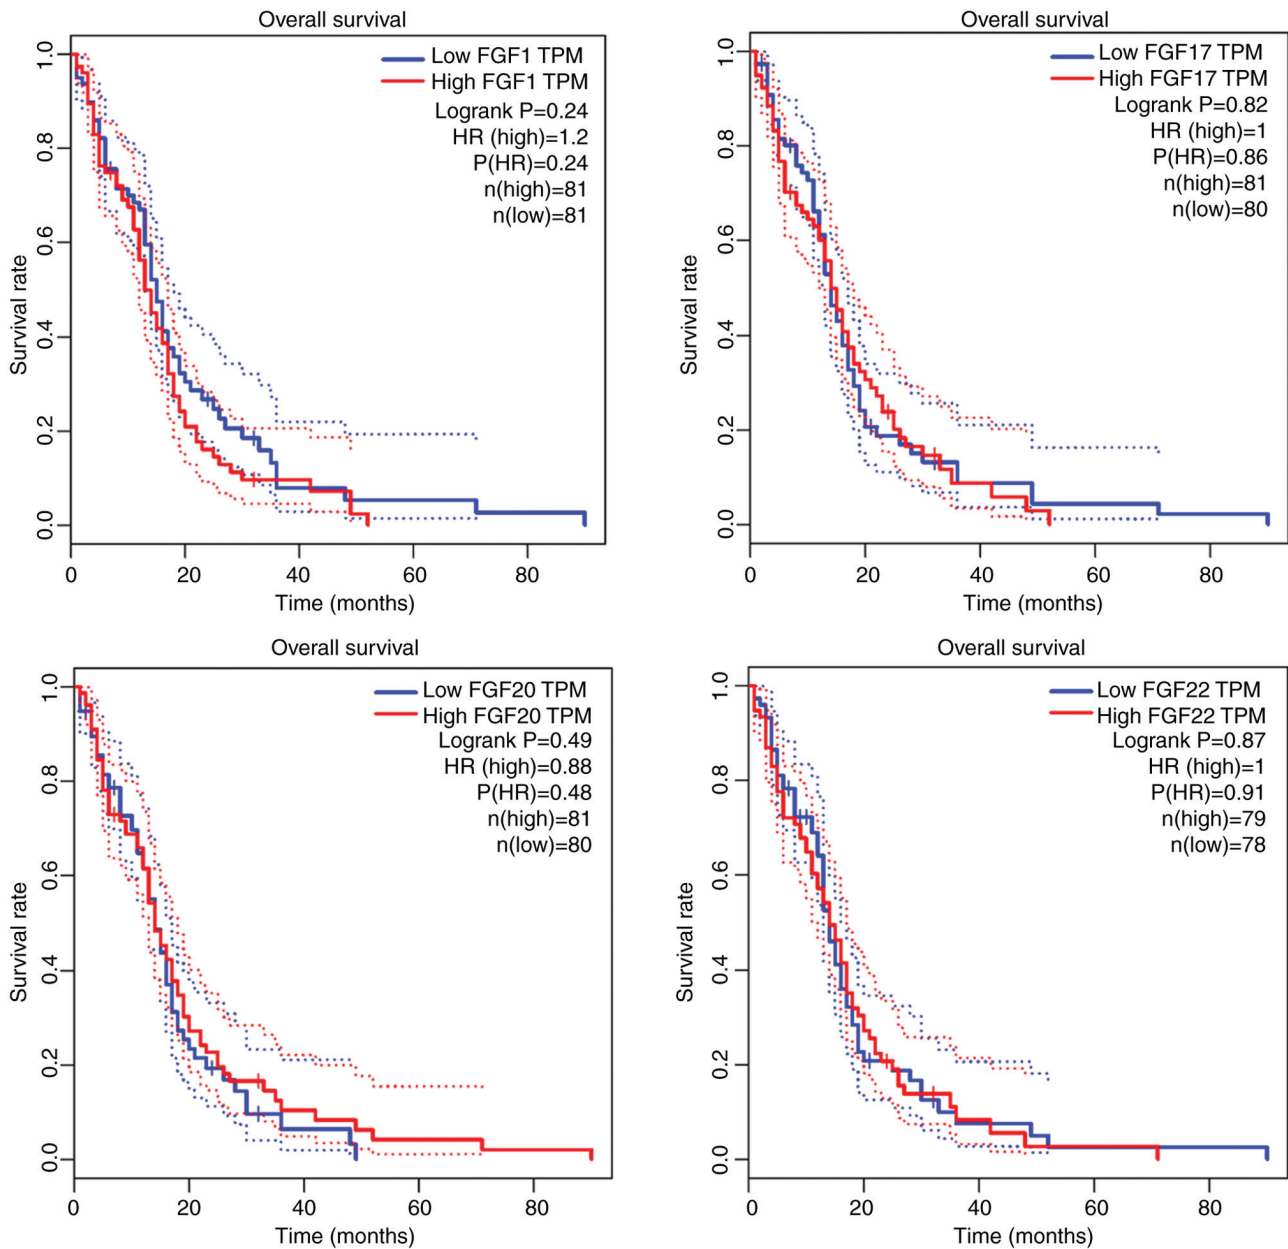 Overall survival
Low FGF1 TPM
High FGF1 TPM
Logrank P=0.24
HR (high)=1.2
P(HR)=0.24
n(high)=81
n(low)=81
Survival rate
1.0
0.8
0.6
0.4
0.2
0.0
0 20 40 60 80
Time (months)
Overall survival
Low FGF17 TPM
High FGF17 TPM
Logrank P=0.82
HR (high)=1
P(HR)=0.86
n(high)=81
n(low)=80
Survival rate
1.0
0.8
0.6
0.4
0.2
0.0
0 20 40 60 80
Time (months)
Overall survival
Low FGF20 TPM
High FGF20 TPM
Logrank P=0.49
HR (high)=0.88
P(HR)=0.48
n(high)=81
n(low)=80
Survival rate
1.0
0.8
0.6
0.4
0.2
0.0
0 20 40 60 80
Time (months)
Overall survival
Low FGF22 TPM
High FGF22 TPM
Logrank P=0.87
HR (high)=1
P(HR)=0.91
n(high)=79
n(low)=78
Survival rate
1.0
0.8
0.6
0.4
0.2
0.0
0 20 40 60 80
Time (months)